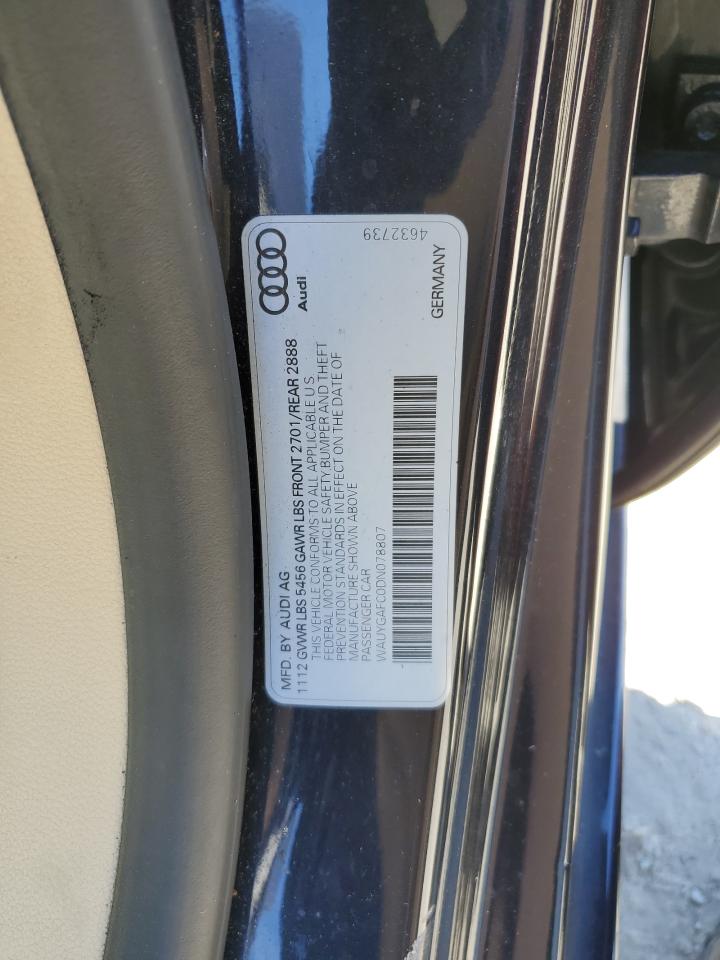 Audi
4632739
MFD. BY AUDI AG
1112 GVWR LBS 5456 GAWR LBS FRONT 2701/REAR 2888
THIS VEHICLE CONFORMS TO ALL APPLICABLE U S
FEDERAL MOTOR VEHICLE SAFETY BUMPER AND THEFT
PREVENTION STANDARDS IN EFFECT ON THE DATE OF
MANUFACTURE SHOWN ABOVE
PASSENGER CAR
WAUYGAFC0DN078807
GERMANY